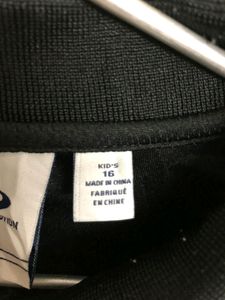 KID'S
16
MADE IN CHINA
FABRIQUÉ
EN CHINE